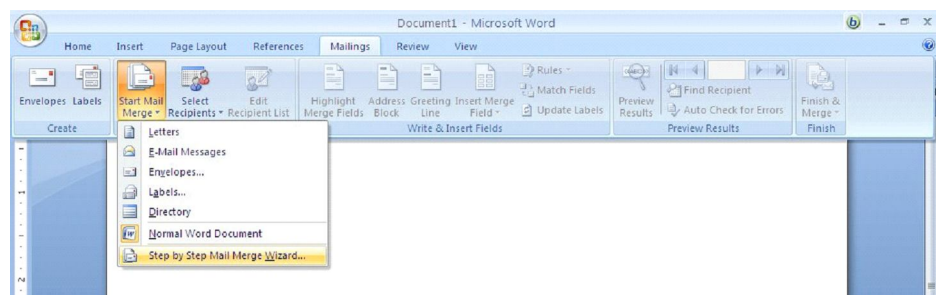 Document1 - Microsoft Word
Home Insert Page Layout References Mailings Review View
Envelopes Labels
Start Mail Merge
Select Recipients
Edit Recipient List
Highlight Merge Fields
Address Block
Greeting Line
Insert Merge Field
Rules
Match Fields
Update Labels
Preview Results
Find Recipient
Auto Check for Errors
Finish & Merge
Create Write & Insert Fields Preview Results Finish
Letters
E-Mail Messages
Envelopes...
Labels...
Directory
Normal Word Document
Step by Step Mail Merge Wizard...
1
2